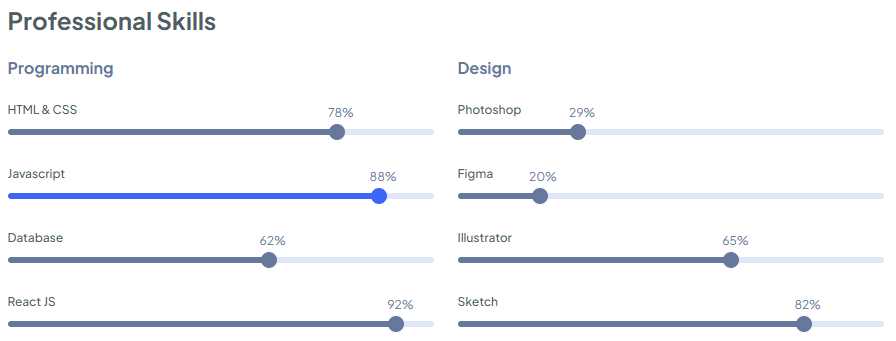 Professional Skills
Programming
HTML & CSS
78%
Javascript
88%
Database
62%
React JS
92%
Design
Photoshop
29%
Figma
20%
Illustrator
65%
Sketch
82%